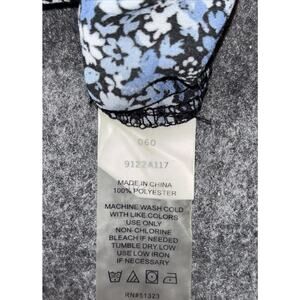 060
9122A117
MADE IN CHINA
100% POLYESTER
MACHINE WASH COLD
WITH LIKE COLORS
USE ONLY
NON-CHLORINE
BLEACH IF NEEDED
TUMBLE DRY LOW
USE LOW IRON
IF NECESSARY
RN#51323